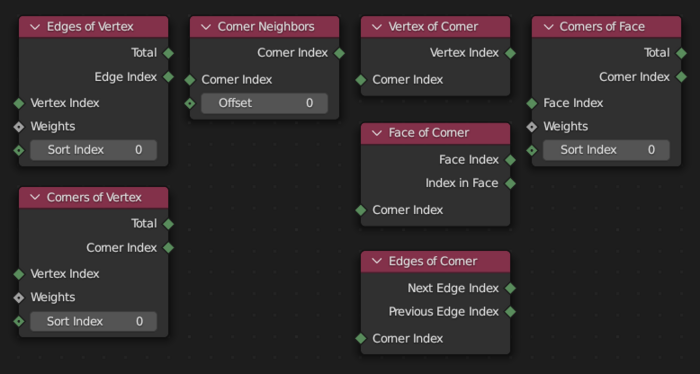 Edges of Vertex
Total
Edge Index
Vertex Index
Weights
Sort Index 0
Corners of Vertex
Total
Corner Index
Vertex Index
Weights
Sort Index 0
Corner Neighbors
Corner Index
Corner Index
Offset 0
Vertex of Corner
Vertex Index
Corner Index
Face of Corner
Face Index
Index in Face
Corner Index
Edges of Corner
Next Edge Index
Previous Edge Index
Corner Index
Corners of Face
Total
Corner Index
Face Index
Weights
Sort Index 0